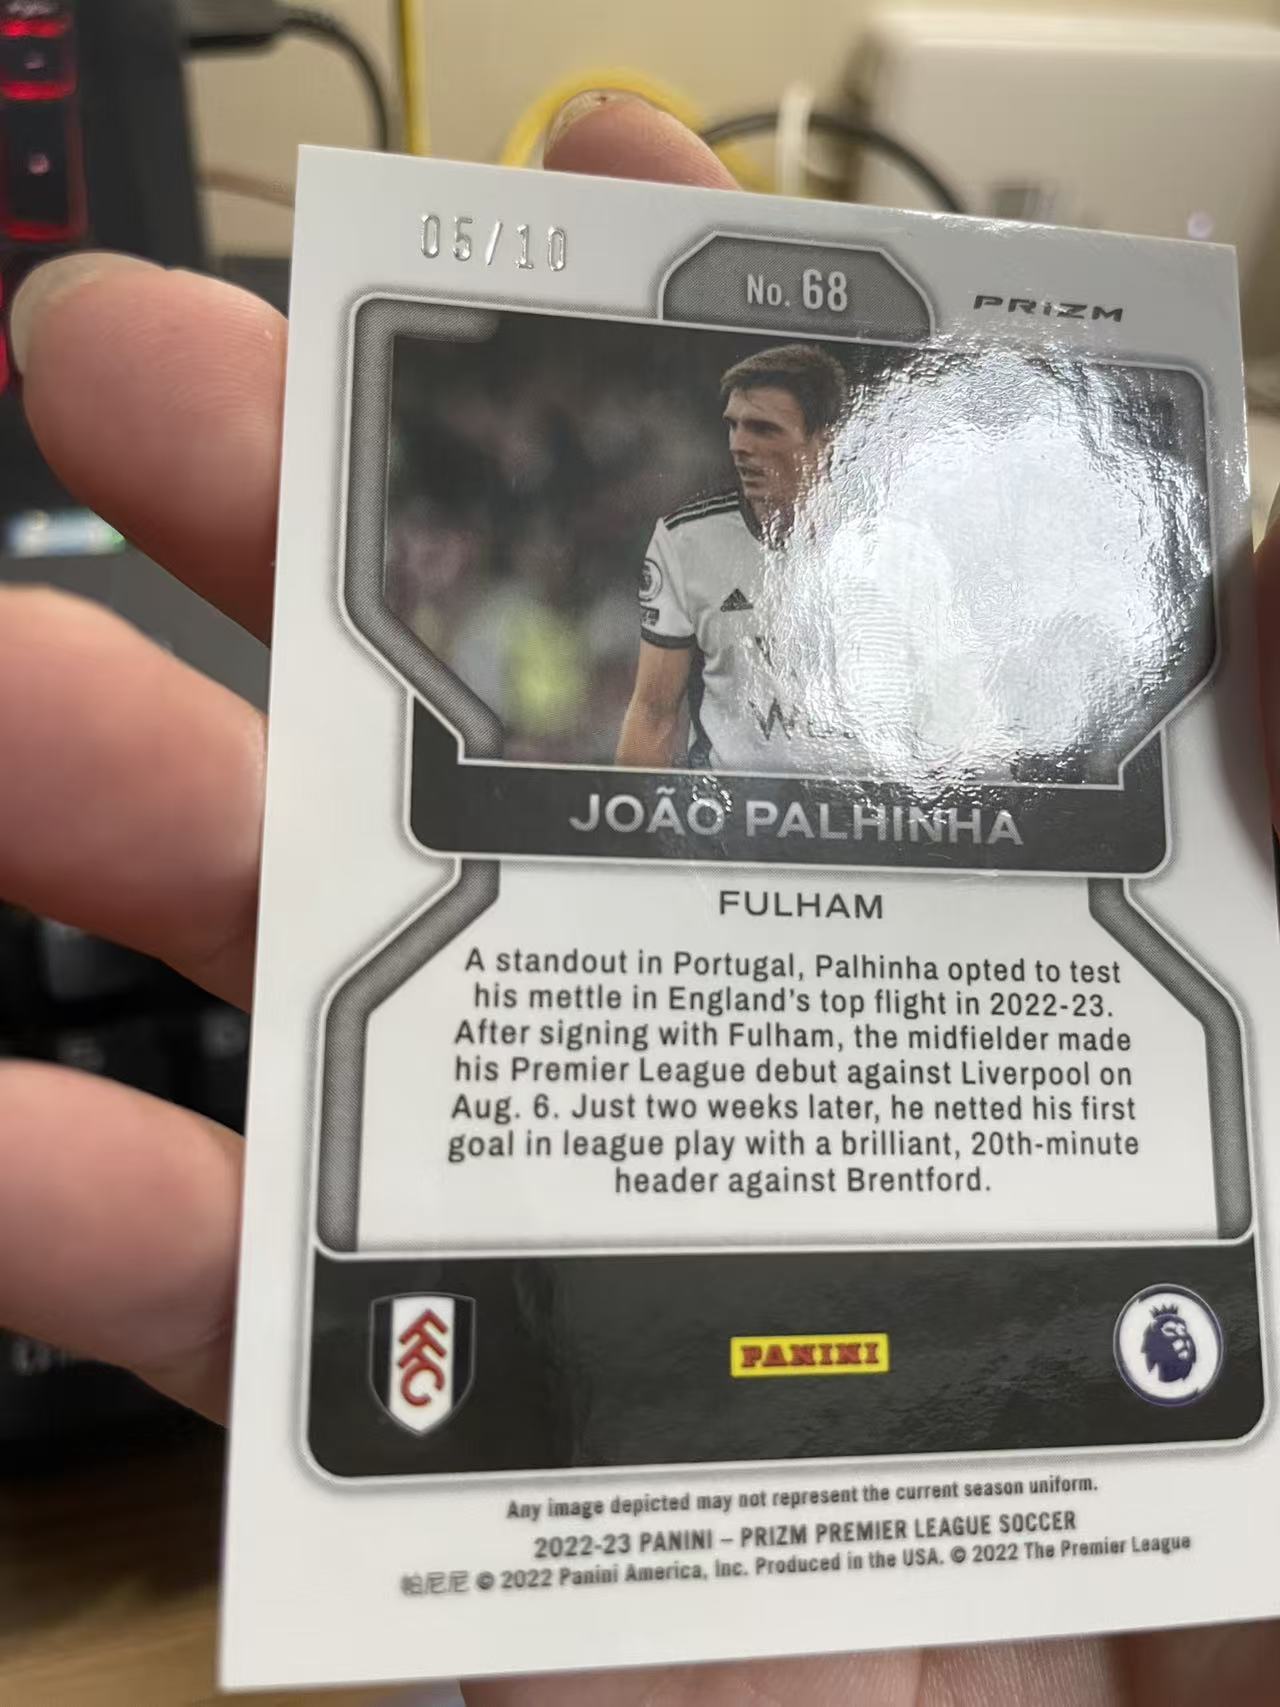 05/10
No. 68
PRIZM
JOÃO PALHINHA
FULHAM
A standout in Portugal, Palhinha opted to test
his mettle in England's top flight in 2022-23.
After signing with Fulham, the midfielder made
his Premier League debut against Liverpool on
Aug. 6. Just two weeks later, he netted his first
goal in league play with a brilliant, 20th-minute
header against Brentford.
FFC
PANINI
Any image depicted may not represent the current season uniform.
2022-23 PANINI – PRIZM PREMIER LEAGUE SOCCER
帕尼尼 © 2022 Panini America, Inc. Produced in the USA. © 2022 The Premier League